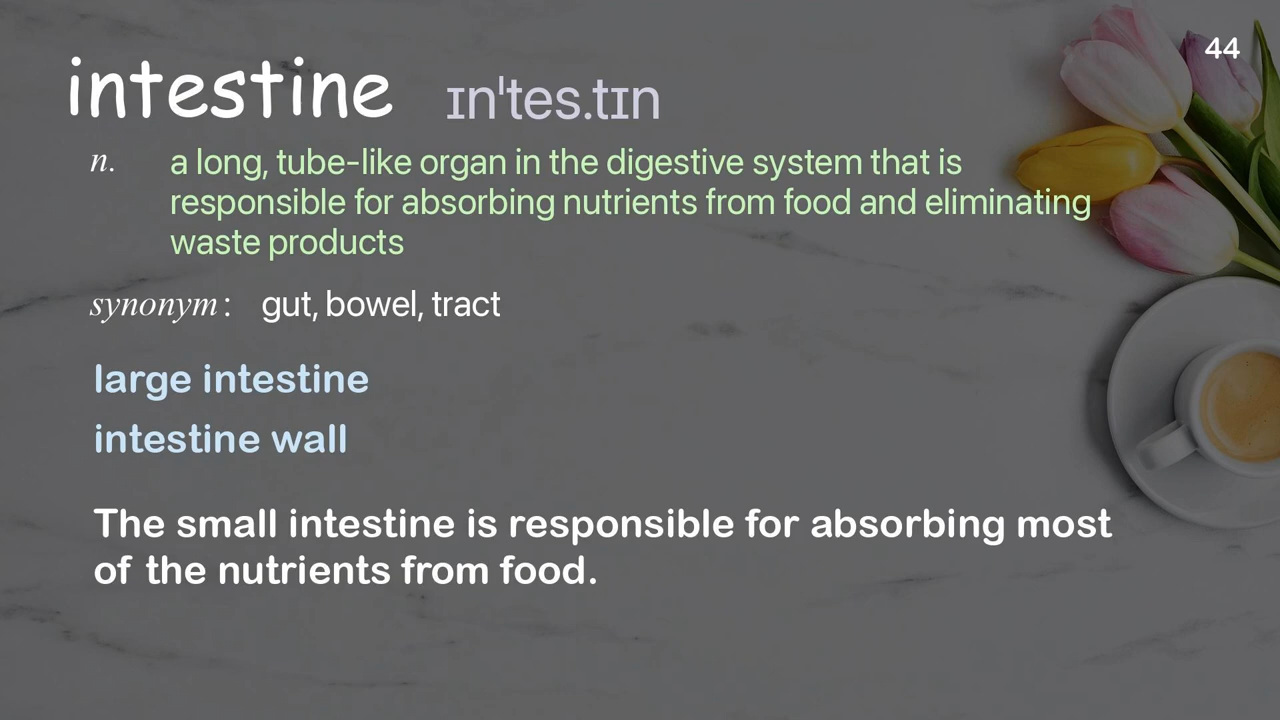 44
intestine ɪn'tes.tɪn
n. a long, tube-like organ in the digestive system that is
responsible for absorbing nutrients from food and eliminating
waste products
synonym: gut, bowel, tract
large intestine
intestine wall
The small intestine is responsible for absorbing most
of the nutrients from food.